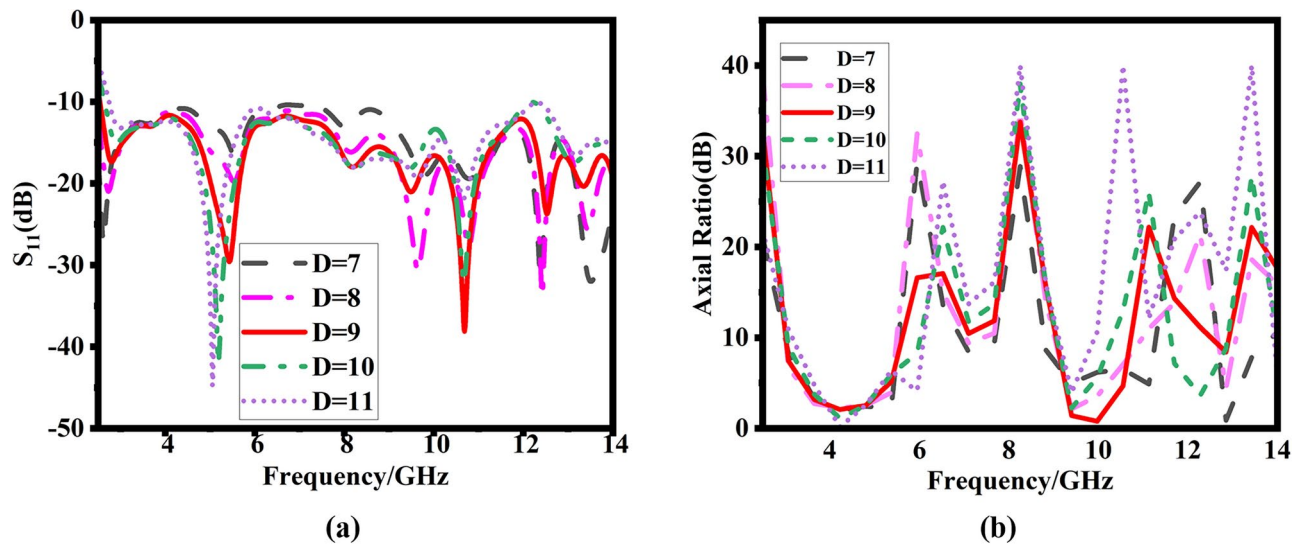 0
-10
-20
-30
-40
-50
S11(dB)
D=7
D=8
D=9
D=10
D=11
4 6 8 10 12 14
Frequency/GHz
(a)
40
30
20
10
0
Axial Ratio(dB)
D=7
D=8
D=9
D=10
D=11
4 6 8 10 12 14
Frequency/GHz
(b)